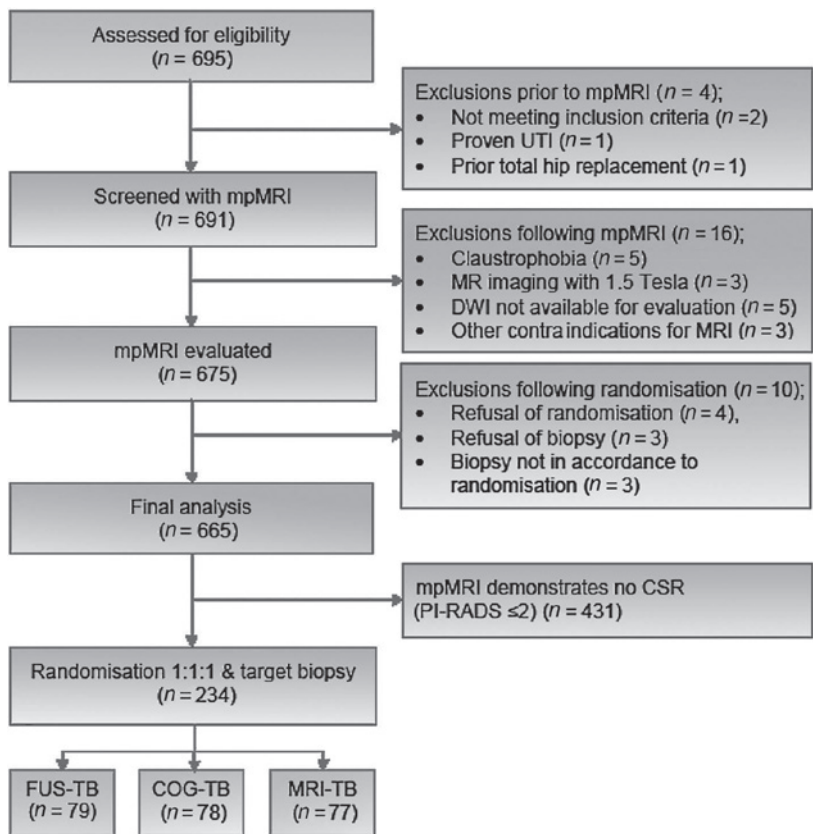 Assessed for eligibility
(n = 695)
Exclusions prior to mpMRI (n = 4);
• Not meeting inclusion criteria (n =2)
• Proven UTI (n = 1)
• Prior total hip replacement (n = 1)
Screened with mpMRI
(n = 691)
Exclusions following mpMRI (n = 16);
• Claustrophobia (n = 5)
• MR imaging with 1.5 Tesla (n = 3)
• DWI not available for evaluation (n = 5)
• Other contraindications for MRI (n = 3)
mpMRI evaluated
(n = 675)
Exclusions following randomisation (n = 10);
• Refusal of randomisation (n = 4),
• Refusal of biopsy (n = 3)
• Biopsy not in accordance to
randomisation (n = 3)
Final analysis
(n = 665)
mpMRI demonstrates no CSR
(PI-RADS ≤2) (n = 431)
Randomisation 1:1:1 & target biopsy
(n = 234)
FUS-TB
(n = 79)
COG-TB
(n = 78)
MRI-TB
(n = 77)